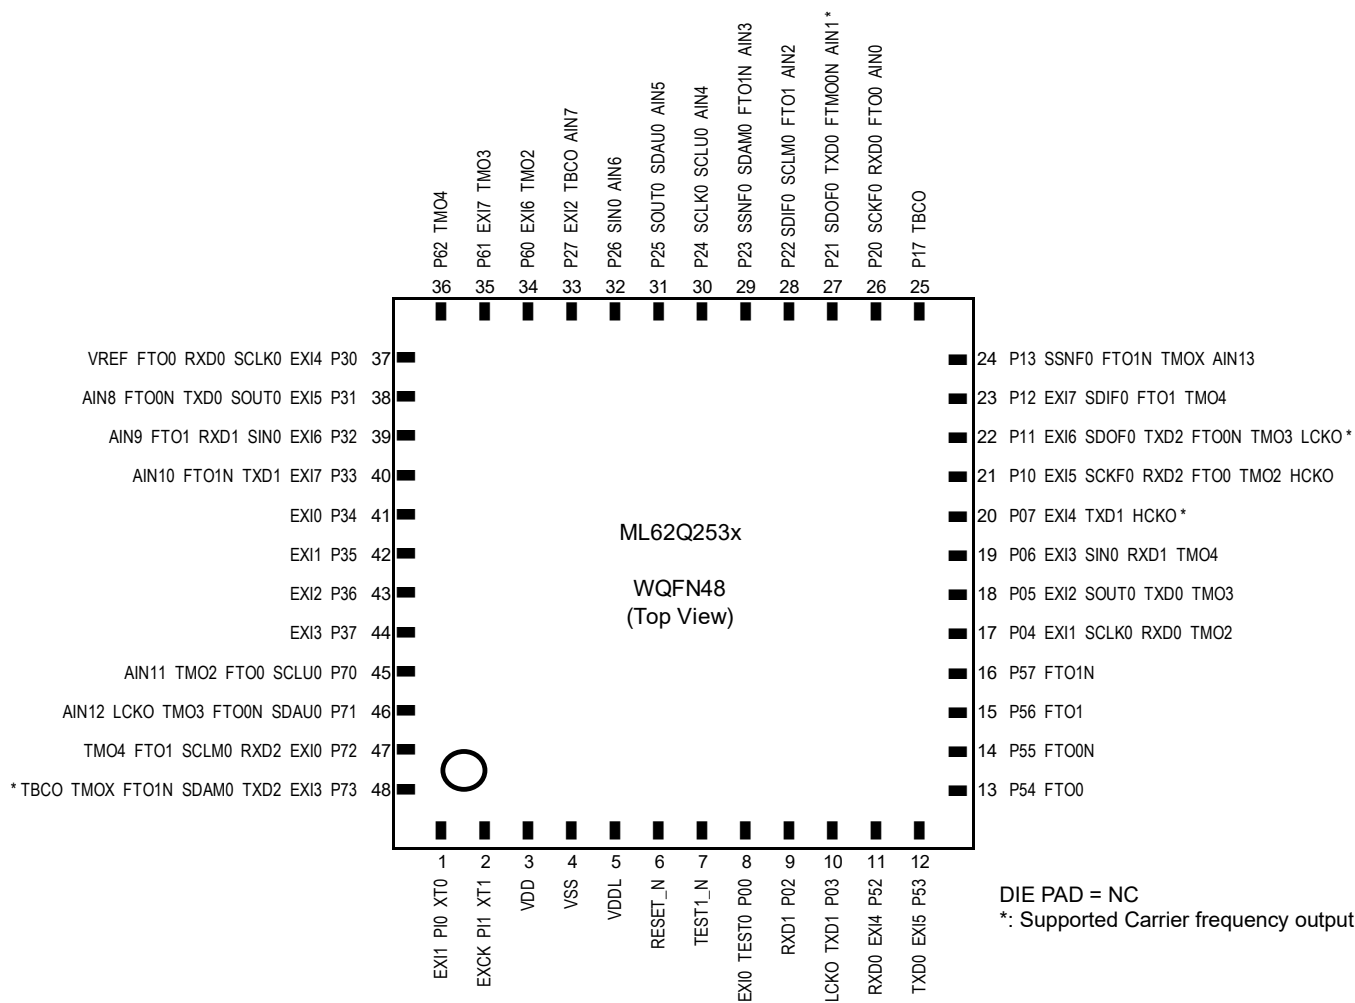 P62 TMO4
P61 EXI7 TMO3
P60 EXI6 TMO2
P27 EXI2 TBCO AIN7
P26 SIN0 AIN6
P25 SOUT0 SDAU0 AIN5
P24 SCLK0 SCLU0 AIN4
P23 SSNF0 SDAM0 FTO1N AIN3
P22 SDIF0 SCLM0 FTO1 AIN2
P21 SDOF0 TXD0 FTMO0N AIN1 *
P20 SCKF0 RXD0 FTO0 AIN0
P17 TBCO
36 35 34 33 32 31 30 29 28 27 26 25
VREF FTO0 RXD0 SCLK0 EXI4 P30 37
AIN8 FTO0N TXD0 SOUT0 EXI5 P31 38
AIN9 FTO1 RXD1 SIN0 EXI6 P32 39
AIN10 FTO1N TXD1 EXI7 P33 40
EXI0 P34 41
EXI1 P35 42
EXI2 P36 43
EXI3 P37 44
AIN11 TMO2 FTO0 SCLU0 P70 45
AIN12 LCKO TMO3 FTO0N SDAU0 P71 46
TMO4 FTO1 SCLM0 RXD2 EXI0 P72 47
* TBCO TMOX FTO1N SDAM0 TXD2 EXI3 P73 48
ML62Q253x
WQFN48
(Top View)
24 P13 SSNF0 FTO1N TMOX AIN13
23 P12 EXI7 SDIF0 FTO1 TMO4
22 P11 EXI6 SDOF0 TXD2 FTO0N TMO3 LCKO *
21 P10 EXI5 SCKF0 RXD2 FTO0 TMO2 HCKO
20 P07 EXI4 TXD1 HCKO *
19 P06 EXI3 SIN0 RXD1 TMO4
18 P05 EXI2 SOUT0 TXD0 TMO3
17 P04 EXI1 SCLK0 RXD0 TMO2
16 P57 FTO1N
15 P56 FTO1
14 P55 FTO0N
13 P54 FTO0
1 2 3 4 5 6 7 8 9 10 11 12
EXI1 PI0 XT0
EXCK PI1 XT1
VDD
VSS
VDDL
RESET_N
TEST1_N
EXI0 TEST0 P00
RXD1 P02
LCKO TXD1 P03
RXD0 EXI4 P52
TXD0 EXI5 P53
DIE PAD = NC
*: Supported Carrier frequency output